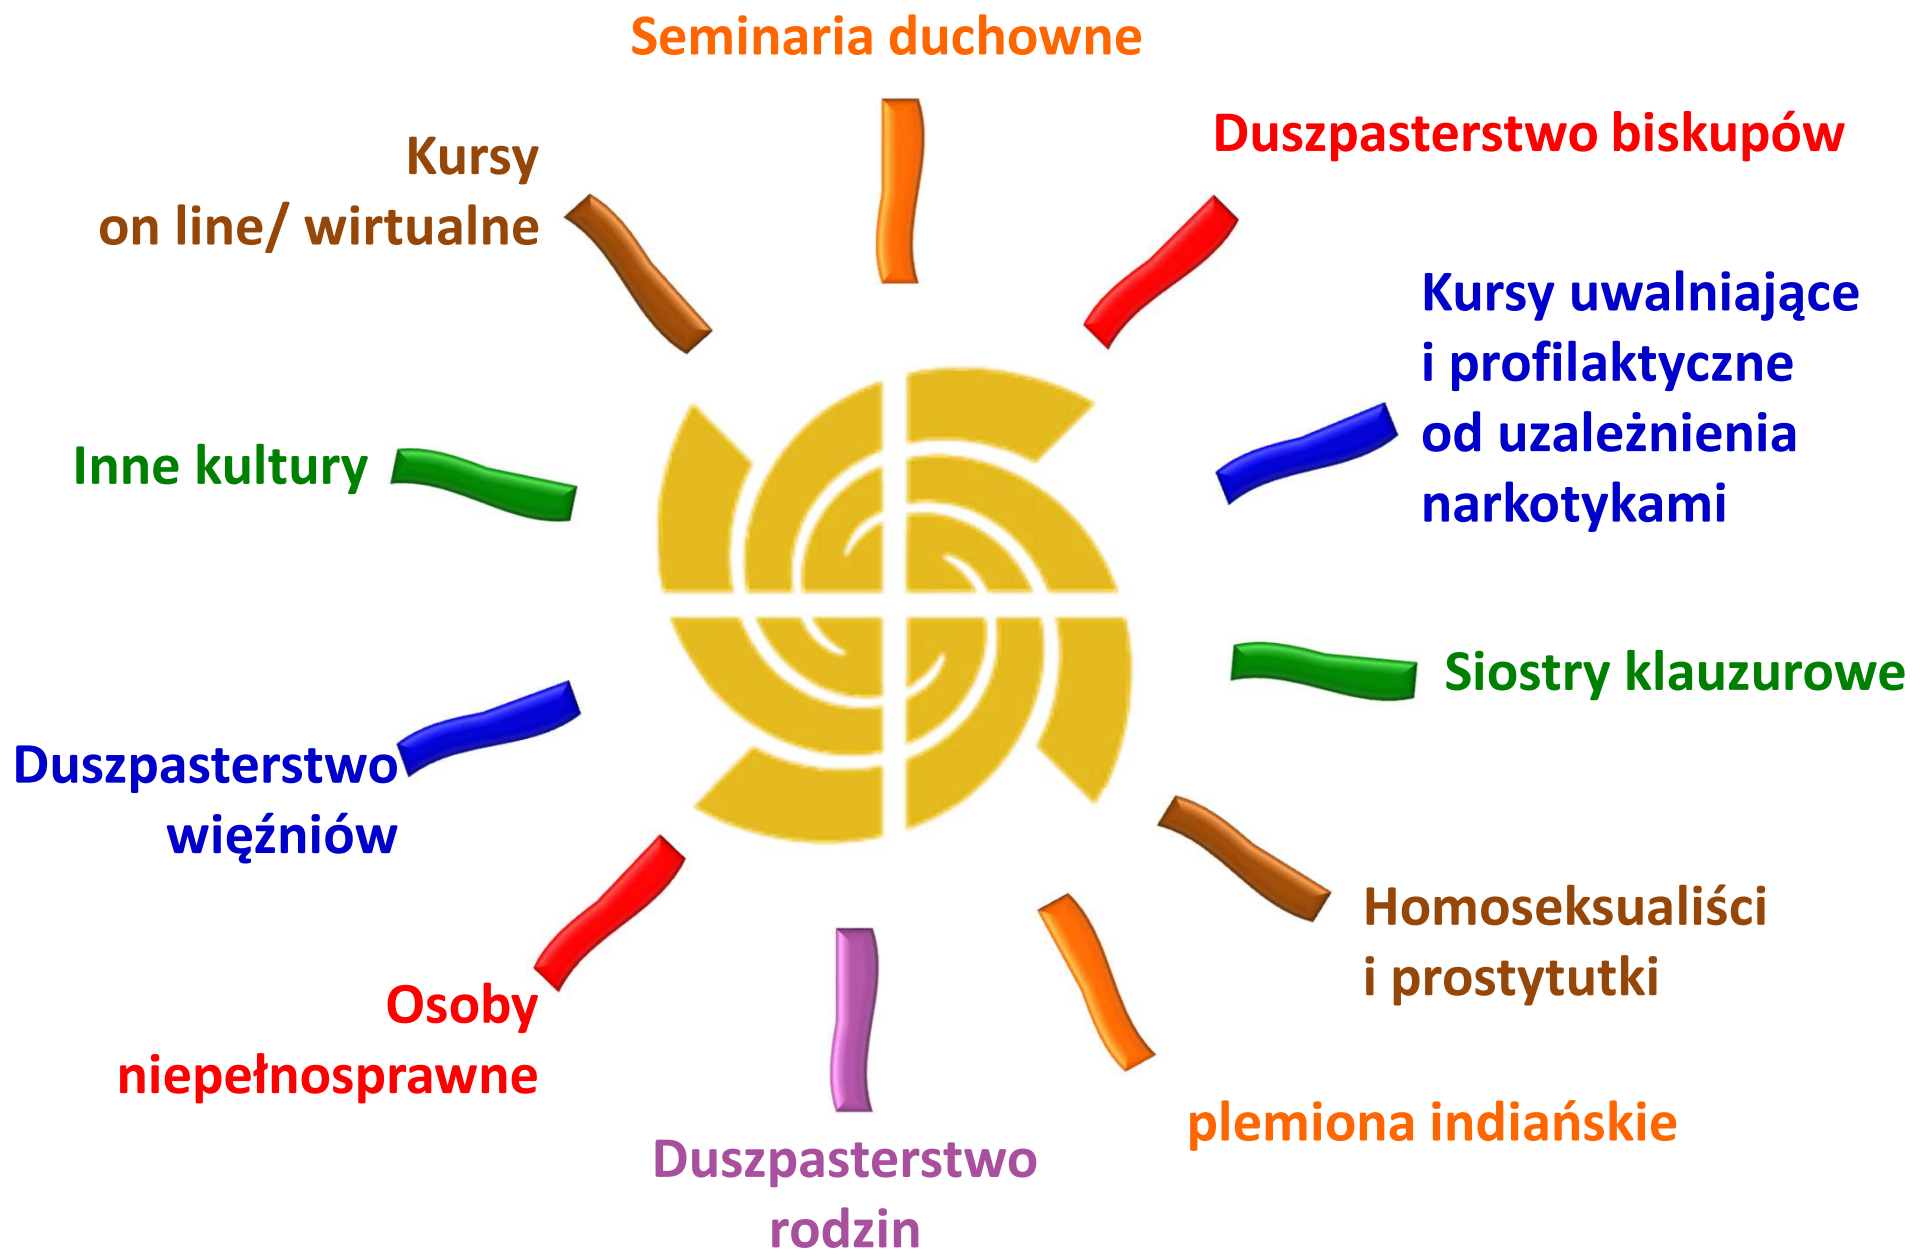 Seminaria duchowne
Duszpasterstwo biskupów
Kursy uwalniające
i profilaktyczne
od uzależnienia
narkotykami
Siostry klauzurowe
Homoseksualiści
i prostytutki
plemiona indiańskie
Duszpasterstwo
rodzin
Osoby
niepełnosprawne
Duszpasterstwo
więźniów
Inne kultury
Kursy
on line/ wirtualne